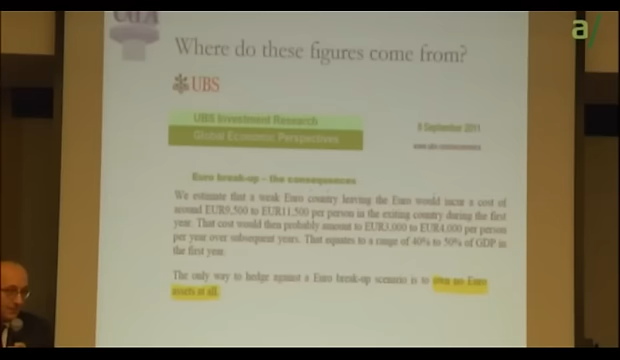 a/
Where do these figures come from?
UBS
UBS Investment Research
Global Economic Perspectives
6 September 2011
Euro break-up – the consequences
We estimate that a weak Euro country leaving the Euro would incur a cost of
around EUR9,500 to EUR11,500 per person in the exiting country during the first
year. That cost would then probably amount to EUR3,000 to EUR4,000 per person
per year over subsequent years. That equates to a range of 40% to 50% of GDP in
the first year.
The only way to hedge against a Euro break-up scenario is to own no Euro
assets at all.